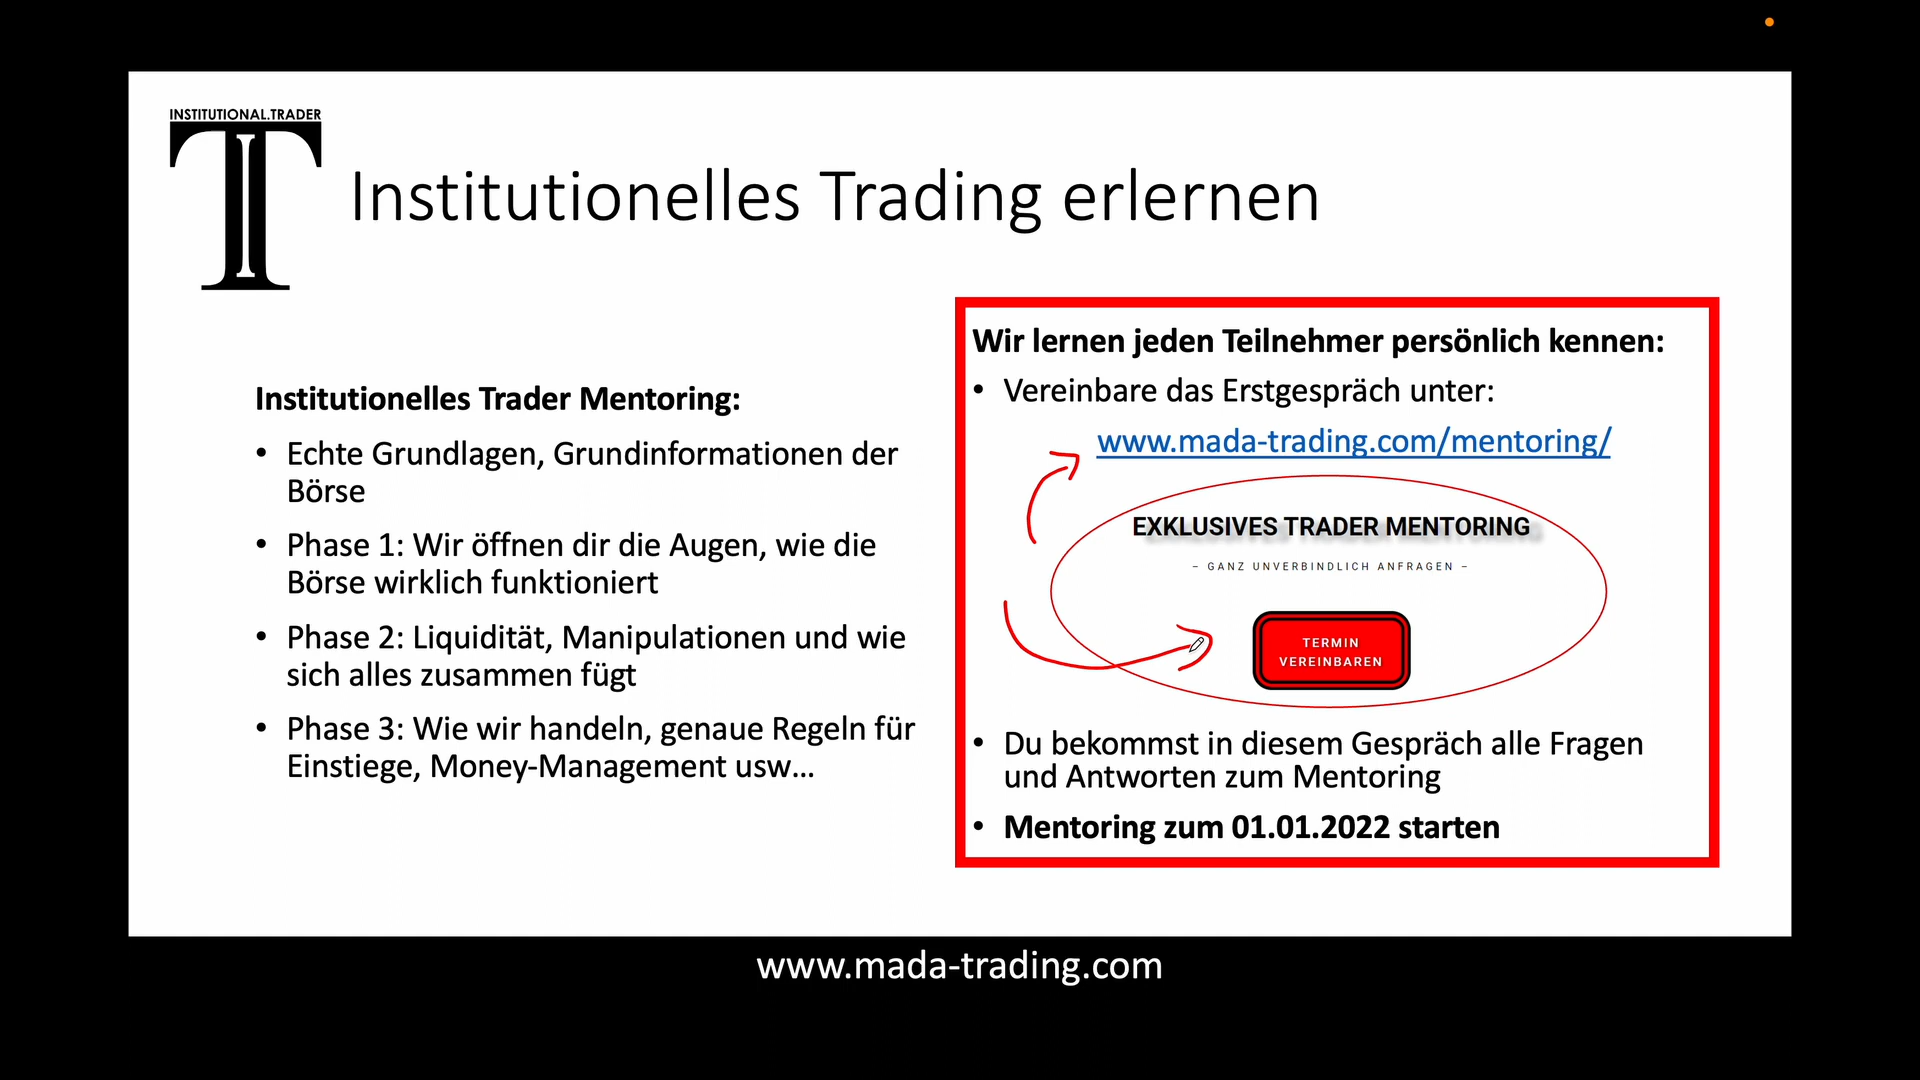 INSTITUTIONAL.TRADER
Institutionelles Trading erlernen
Institutionelles Trader Mentoring:
• Echte Grundlagen, Grundinformationen der
Börse
• Phase 1: Wir öffnen dir die Augen, wie die
Börse wirklich funktioniert
• Phase 2: Liquidität, Manipulationen und wie
sich alles zusammen fügt
• Phase 3: Wie wir handeln, genaue Regeln für
Einstiege, Money-Management usw...
Wir lernen jeden Teilnehmer persönlich kennen:
• Vereinbare das Erstgespräch unter:
www.mada-trading.com/mentoring/
EXKLUSIVES TRADER MENTORING
– GANZ UNVERBINDLICH ANFRAGEN –
TERMIN
VEREINBAREN
• Du bekommst in diesem Gespräch alle Fragen
und Antworten zum Mentoring
• Mentoring zum 01.01.2022 starten
www.mada-trading.com